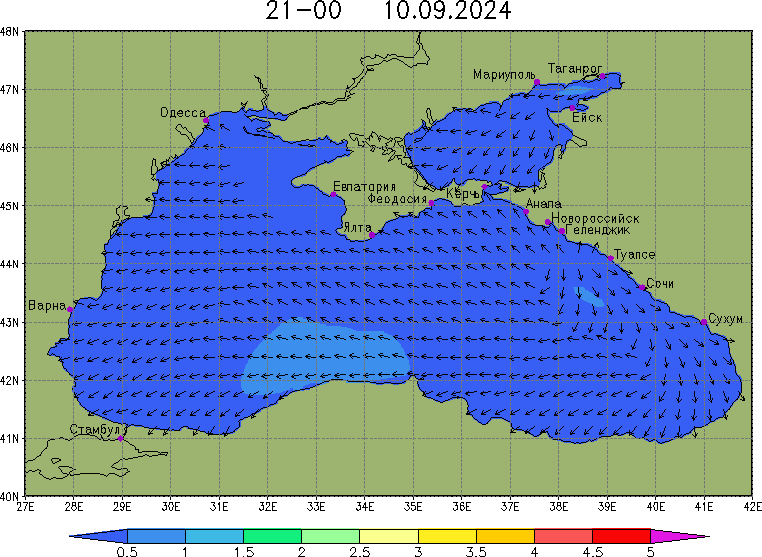 21-00 10.09.2024
48N
Таганрог
Мариуполь
47N
Одесса
Ейск
46N
Евпатория
Керчь
Феодосия
45N
Анапа
Новороссийск
Ялта
Геленджик
Туапсе
44N
Сочи
Варна
43N
Сухум
42N
Стамбул
41N
40N
27E 28E 29E 30E 31E 32E 33E 34E 35E 36E 37E 38E 39E 40E 41E 42E
0.5 1 1.5 2 2.5 3 3.5 4 4.5 5